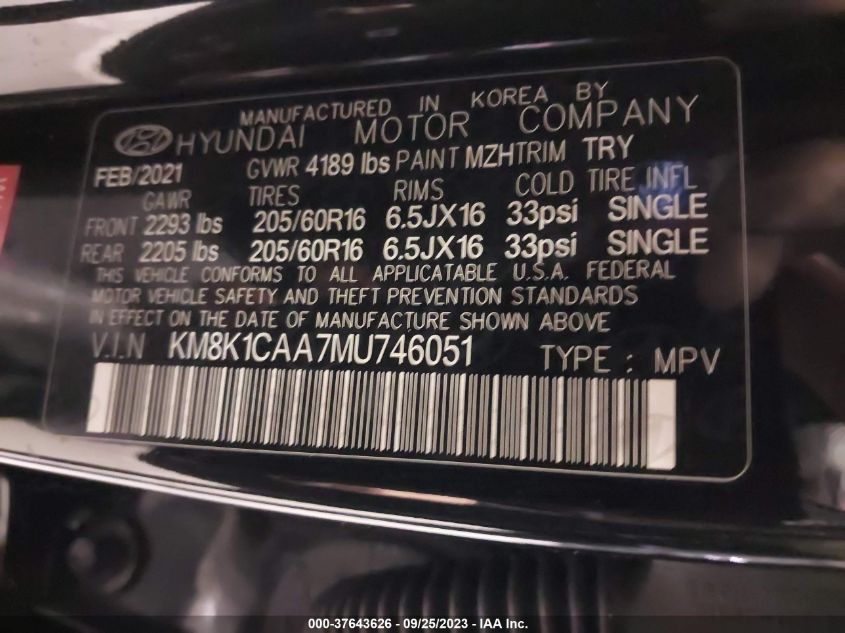 MANUFACTURED IN KOREA BY
HYUNDAI MOTOR COMPANY
FEB/2021 GVWR 4189 lbs PAINT MZH TRIM TRY
GAWR TIRES RIMS COLD TIRE INFL
FRONT 2293 lbs 205/60R16 6.5JX16 33psi SINGLE
REAR 2205 lbs 205/60R16 6.5JX16 33psi SINGLE
THIS VEHICLE CONFORMS TO ALL APPLICATABLE U.S.A. FEDERAL
MOTOR VEHICLE SAFETY AND THEFT PREVENTION STANDARDS
IN EFFECT ON THE DATE OF MANUFACTURE SHOWN ABOVE
V.I.N KM8K1CAA7MU746051 TYPE : MPV
000-37643626 - 09/25/2023 - IAA Inc.